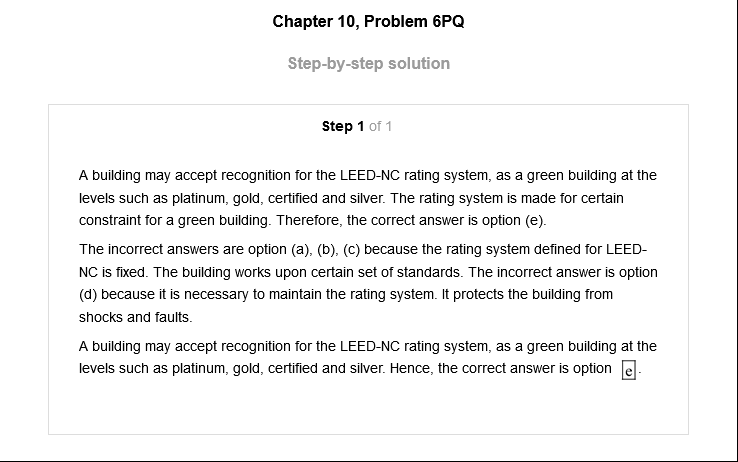 Chapter 10, Problem 6PQ
Step-by-step solution
Step 1 of 1
A building may accept recognition for the LEED-NC rating system, as a green building at the
levels such as platinum, gold, certified and silver. The rating system is made for certain
constraint for a green building. Therefore, the correct answer is option (e).
The incorrect answers are option (a), (b), (c) because the rating system defined for LEED-
NC is fixed. The building works upon certain set of standards. The incorrect answer is option
(d) because it is necessary to maintain the rating system. It protects the building from
shocks and faults.
A building may accept recognition for the LEED-NC rating system, as a green building at the
levels such as platinum, gold, certified and silver. Hence, the correct answer is option e.